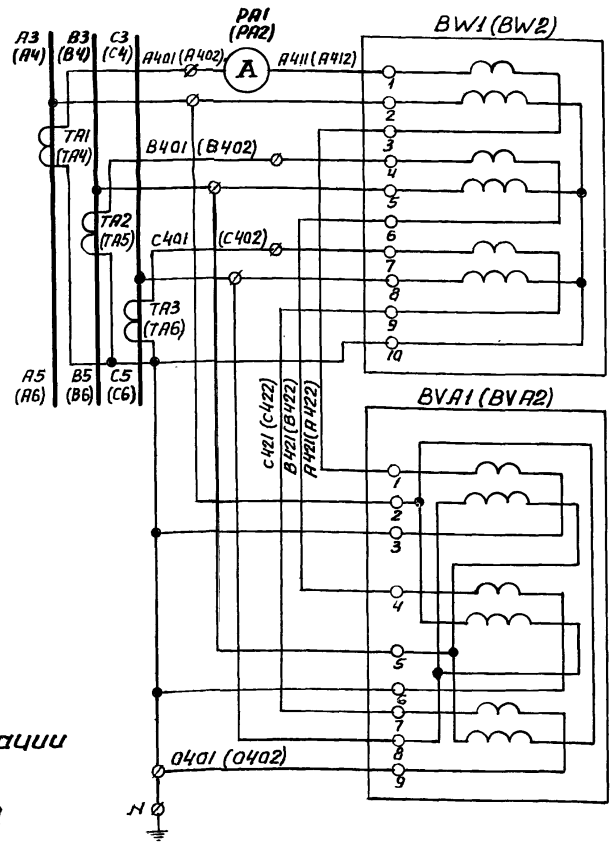 PA1
(PA2)
A3
(A4)
B3
(B4)
C3
(C4)
A401 (A402)
A
A411 (A412)
BW1 (BW2)
1
2
3
TA1
(TA4)
B401 (B402)
4
5
TA2
(TA5)
6
C401 (C402)
7
8
TA3
(TA6)
9
10
A5
(A6)
B5
(B6)
C5
(C6)
C421 (C422)
B421 (B422)
A421 (A422)
BVA1 (BVA2)
1
2
3
4
5
6
7
8
9
ации
0401 (0402)
N